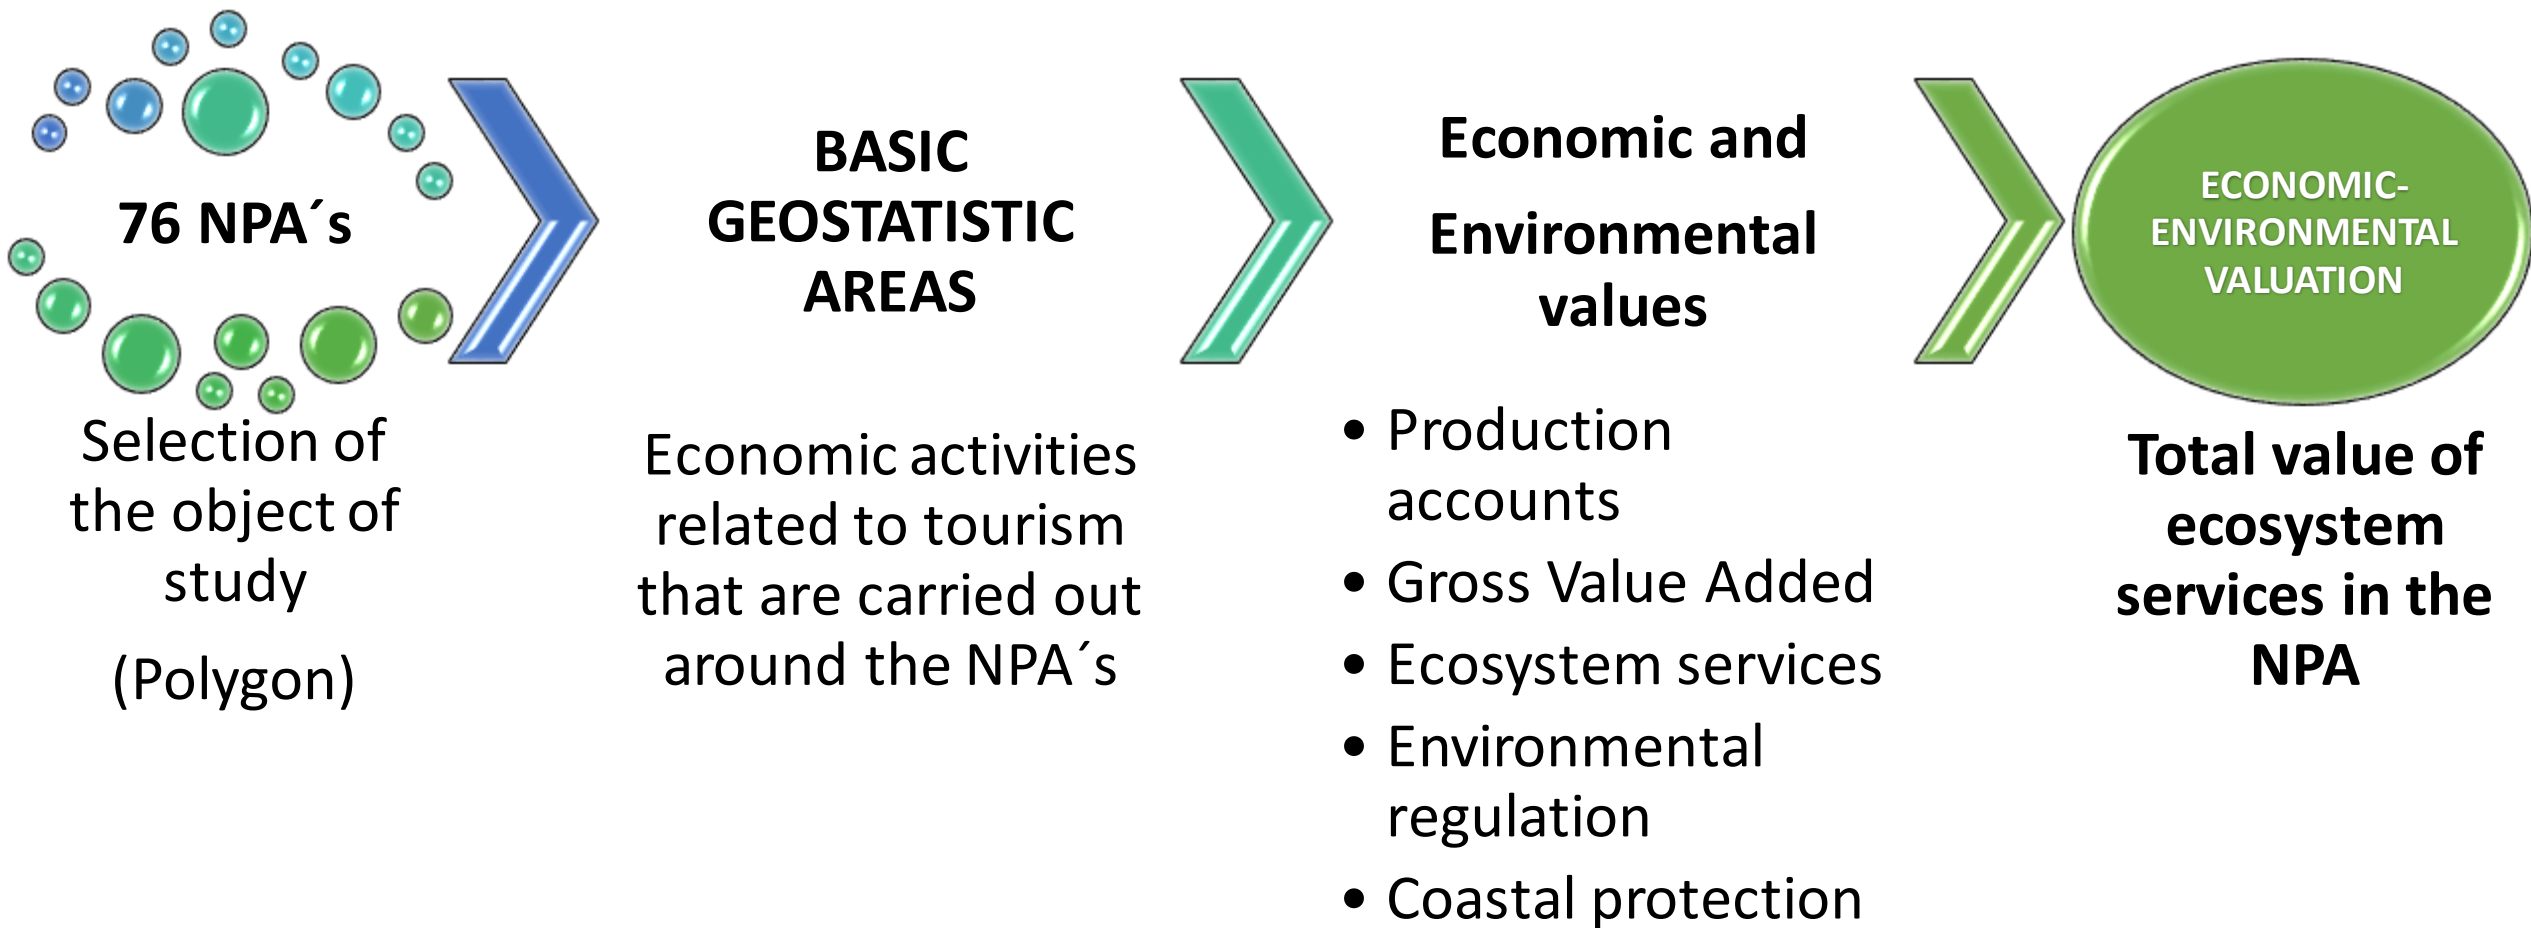 76 NPA´s
Selection of
the object of
study
(Polygon)
BASIC
GEOSTATISTIC
AREAS
Economic activities
related to tourism
that are carried out
around the NPA´s
Economic and
Environmental
values
• Production
accounts
• Gross Value Added
• Ecosystem services
• Environmental
regulation
• Coastal protection
ECONOMIC-
ENVIRONMENTAL
VALUATION
Total value of
ecosystem
services in the
NPA